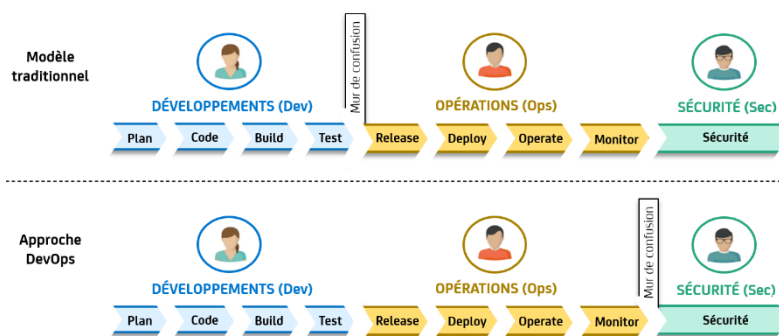 Modèle
traditionnel
Mur de confusion
DÉVELOPPEMENTS (Dev)
OPÉRATIONS (Ops)
SÉCURITÉ (Sec)
Plan
Code
Build
Test
Release
Deploy
Operate
Monitor
Sécurité
Approche
DevOps
Mur de confusion
DÉVELOPPEMENTS (Dev)
OPÉRATIONS (Ops)
SÉCURITÉ (Sec)
Plan
Code
Build
Test
Release
Deploy
Operate
Monitor
Sécurité